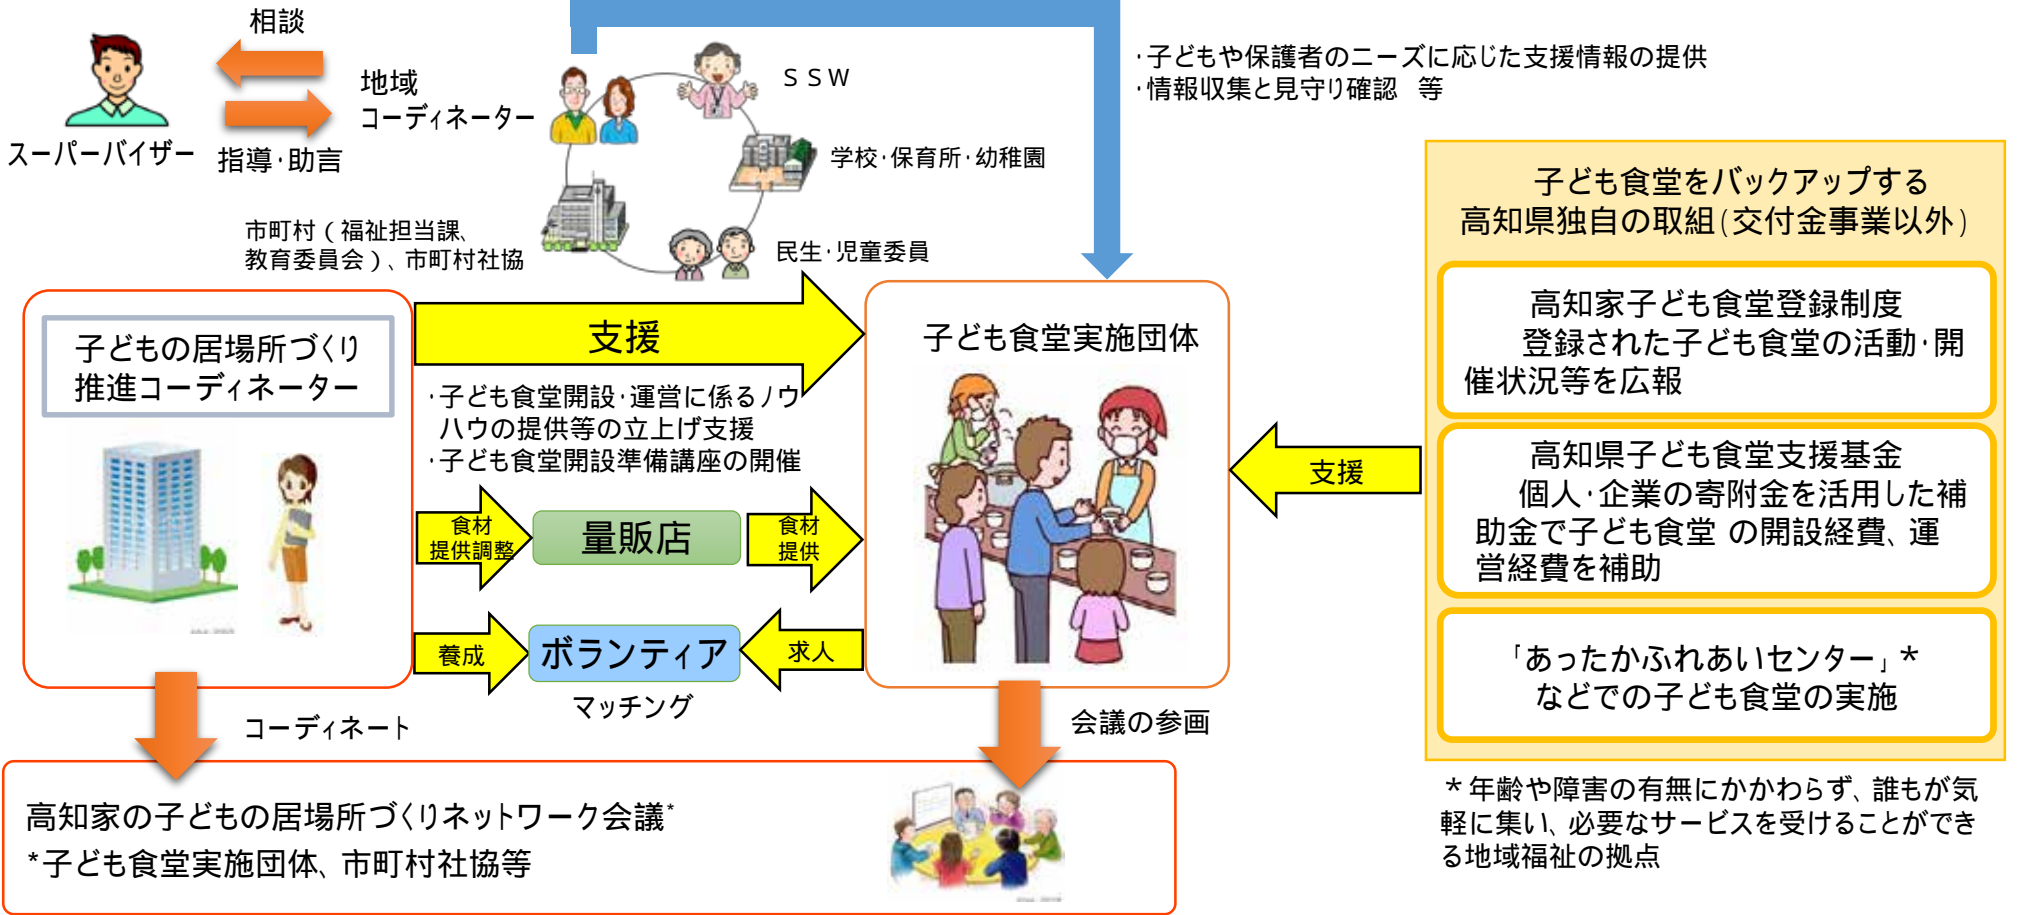 相談
地域
コーディネーター
スーパーバイザー
指導・助言
ＳＳＷ
学校・保育所・幼稚園
市町村（福祉担当課、
教育委員会）、市町村社協
民生・児童委員
・子どもや保護者のニーズに応じた支援情報の提供
・情報収集と見守り確認　等
子どもの居場所づくり
推進コーディネーター
支援
・子ども食堂開設・運営に係るノウ
ハウの提供等の立上げ支援
・子ども食堂開設準備講座の開催
食材
提供調整
量販店
食材
提供
養成
ボランティア
求人
マッチング
子ども食堂実施団体
支援
子ども食堂をバックアップする
高知県独自の取組(交付金事業以外)
高知家子ども食堂登録制度
登録された子ども食堂の活動・開
催状況等を広報
高知県子ども食堂支援基金
個人・企業の寄附金を活用した補
助金で子ども食堂 の開設経費、運
営経費を補助
「あったかふれあいセンター」*
などでの子ども食堂の実施
*年齢や障害の有無にかかわらず、誰もが気
軽に集い、必要なサービスを受けることができ
る地域福祉の拠点
コーディネート
会議の参画
高知家の子どもの居場所づくりネットワーク会議*
*子ども食堂実施団体、市町村社協等